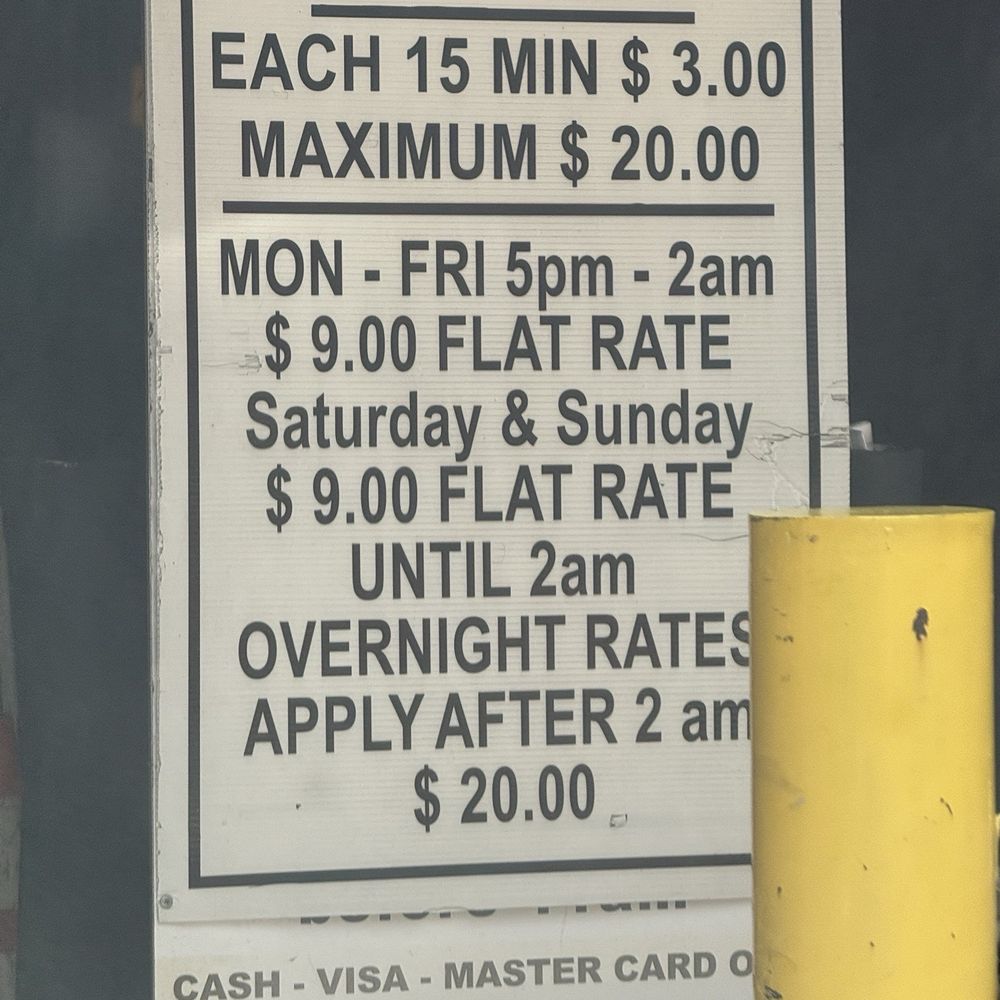 EACH 15 MIN $ 3.00
MAXIMUM $ 20.00
MON - FRI 5pm - 2am
$ 9.00 FLAT RATE
Saturday & Sunday
$ 9.00 FLAT RATE
UNTIL 2am
OVERNIGHT RATES
APPLY AFTER 2 am
$ 20.00
CASH - VISA - MASTER CARD